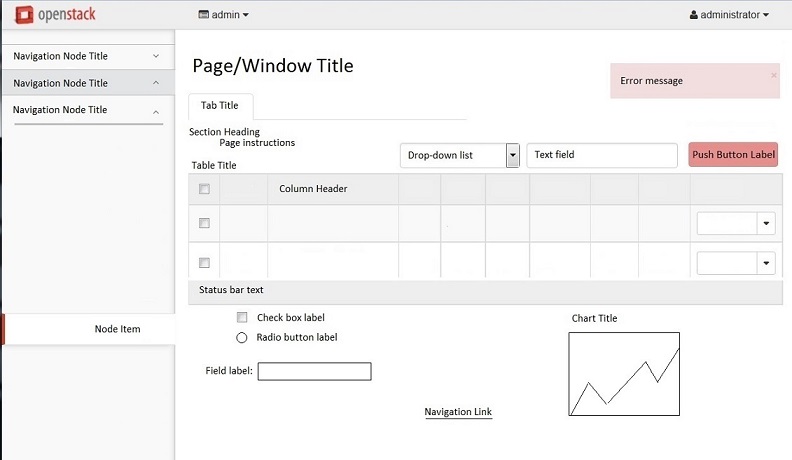 openstack
admin
administrator
Navigation Node Title
Navigation Node Title
Navigation Node Title
Node Item
Page/Window Title
Error message
×
Tab Title
Section Heading
Page instructions
Drop-down list
Text field
Push Button Label
Table Title
Column Header
Status bar text
Check box label
Radio button label
Field label:
Chart Title
Navigation Link